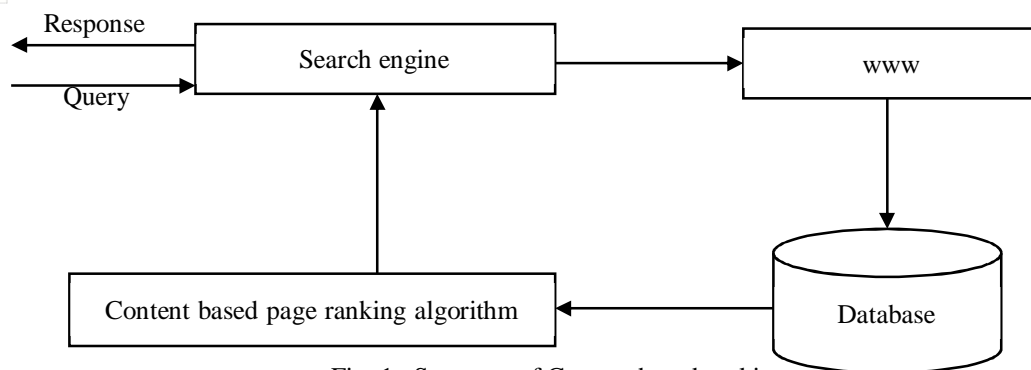 Response
Search engine
www
Query
Content based page ranking algorithm
Database